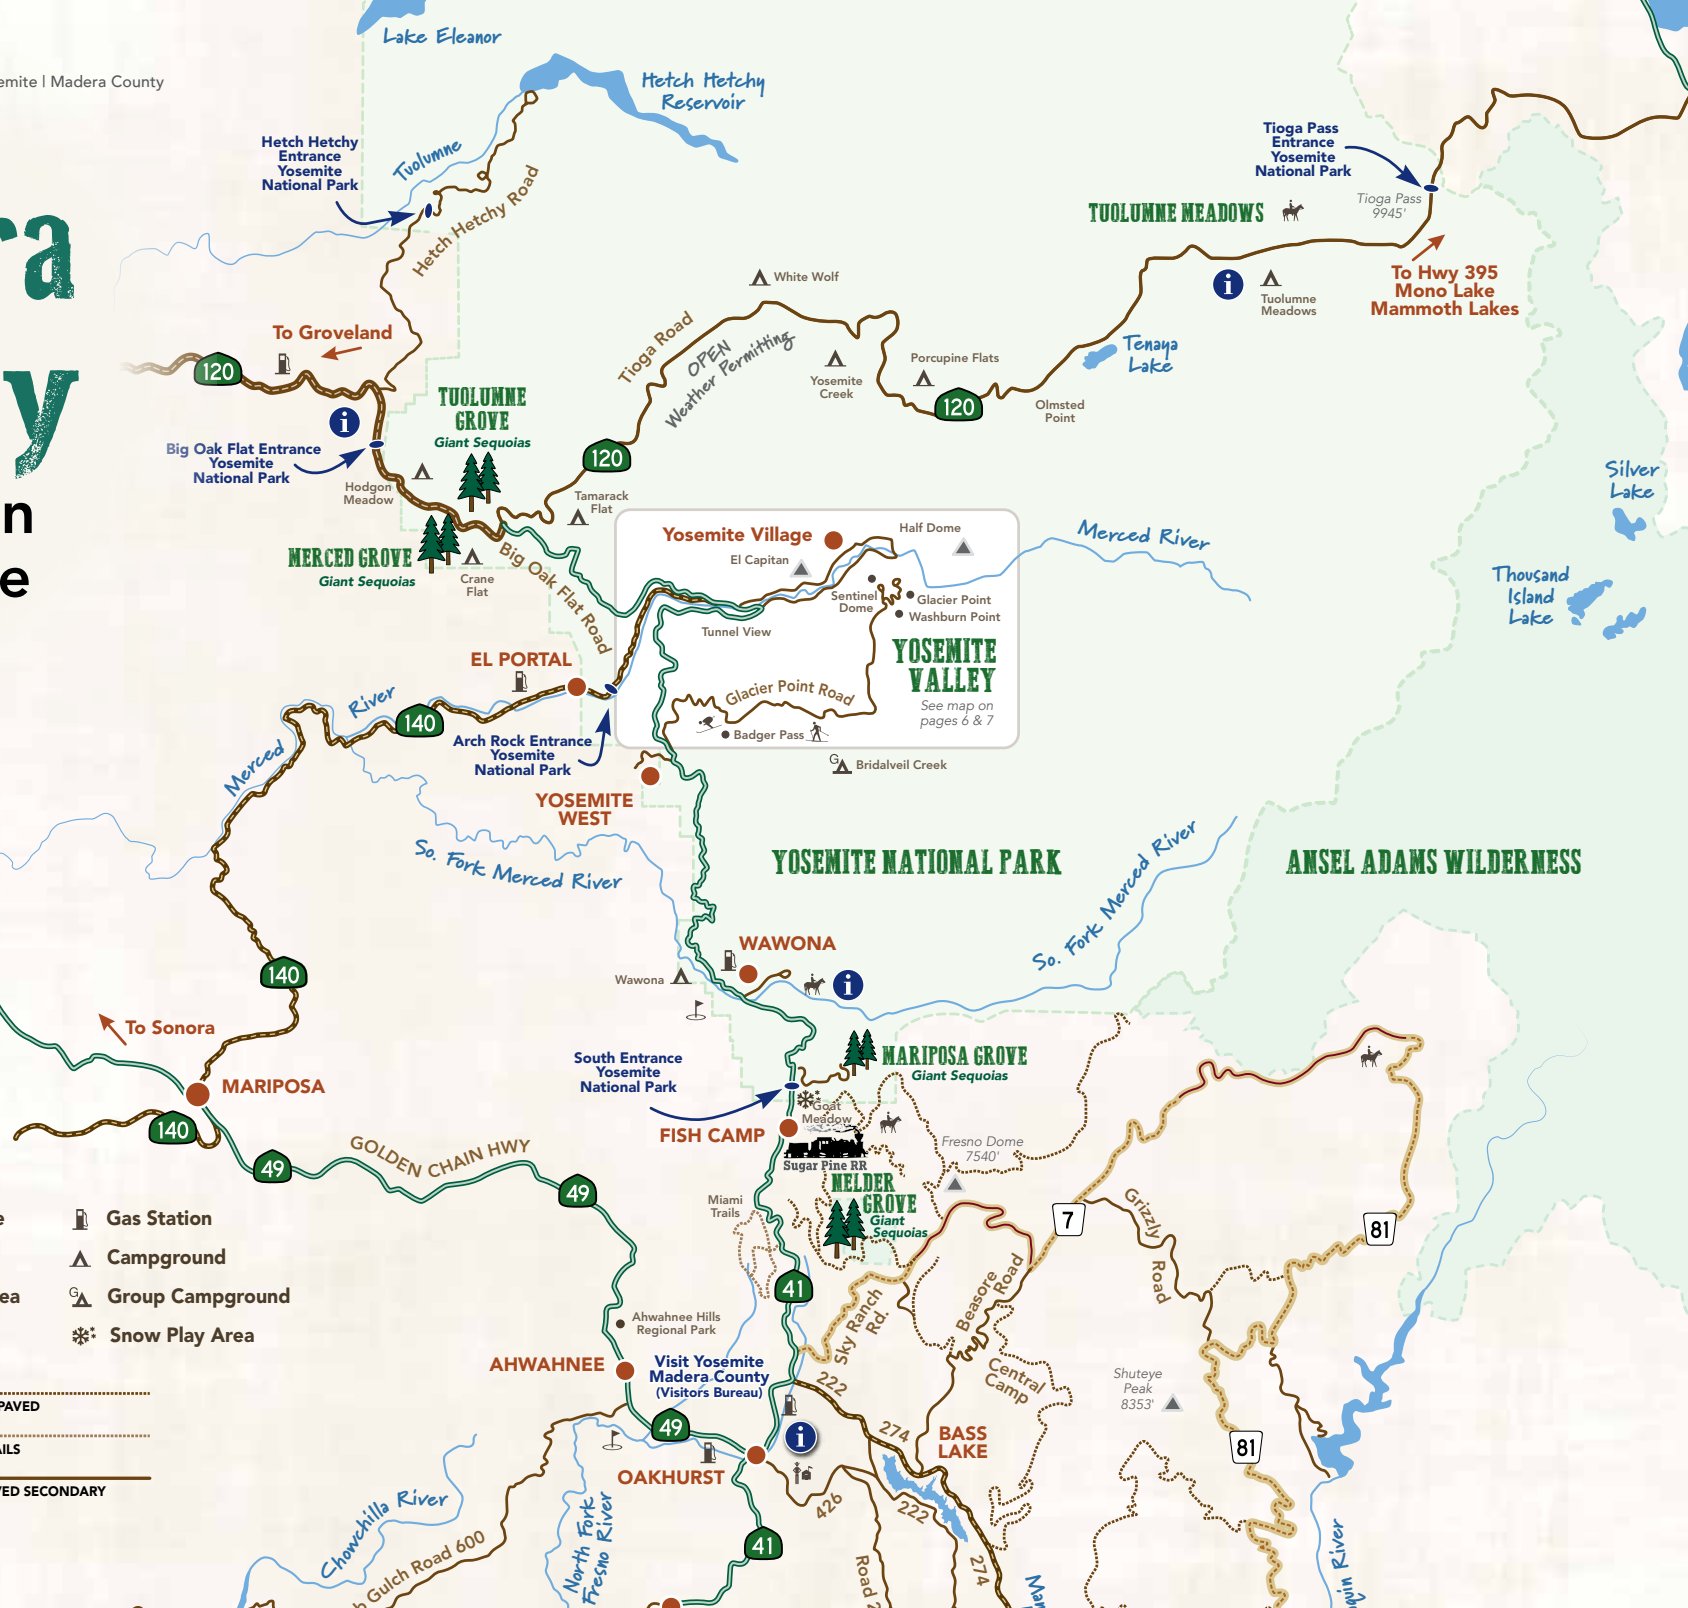 emite | Madera County
ra
y
n
e
Lake Eleanor
Hetch Hetchy
Reservoir
Hetch Hetchy
Entrance
Yosemite
National Park
Tuolumne
Hetch Hetchy Road
Tioga Pass
Entrance
Yosemite
National Park
Tioga Pass
9945'
TUOLUMNE MEADOWS
To Hwy 395
Mono Lake
Mammoth Lakes
i
Tuolumne
Meadows
White Wolf
To Groveland
120
Tioga Road
OPEN
Weather Permitting
Yosemite
Creek
Porcupine Flats
120
Olmsted
Point
Tenaya
Lake
i
TUOLUMNE
GROVE
Giant Sequoias
Big Oak Flat Entrance
Yosemite
National Park
Hodgon
Meadow
120
Tamarack
Flat
Silver
Lake
MERCED GROVE
Giant Sequoias
Crane
Flat
Big Oak Flat Road
Yosemite Village
El Capitan
Half Dome
Merced River
Sentinel
Dome
Glacier Point
Washburn Point
Tunnel View
Thousand
Island
Lake
YOSEMITE
VALLEY
See map on
pages 6 & 7
Glacier Point Road
Badger Pass
G
Bridalveil Creek
EL PORTAL
140
Merced
River
Arch Rock Entrance
Yosemite
National Park
YOSEMITE
WEST
So. Fork Merced River
YOSEMITE NATIONAL PARK
ANSEL ADAMS WILDERNESS
So. Fork Merced River
WAWONA
Wawona
i
140
To Sonora
MARIPOSA
140
49
GOLDEN CHAIN HWY
49
South Entrance
Yosemite
National Park
MARIPOSA GROVE
Giant Sequoias
Goat
Meadow
FISH CAMP
Sugar Pine RR
Fresno Dome
7540'
NELDER
GROVE
Giant
Sequoias
Miami
Trails
41
7
Grizzly
Road
81
Sky Ranch
Rd.
Beasore
Road
Central
Camp
Shuteye
Peak
8353'
81
e
Gas Station
Campground
ea
G
Group Campground
Snow Play Area
PAVED
AILS
VED SECONDARY
Ahwahnee Hills
Regional Park
AHWAHNEE
Visit Yosemite
Madera County
(Visitors Bureau)
49
i
OAKHURST
222
274
BASS
LAKE
426
222
274
41
Chowchilla River
h Gulch Road 600
North Fork
Fresno River
Road 2
Man
quin River